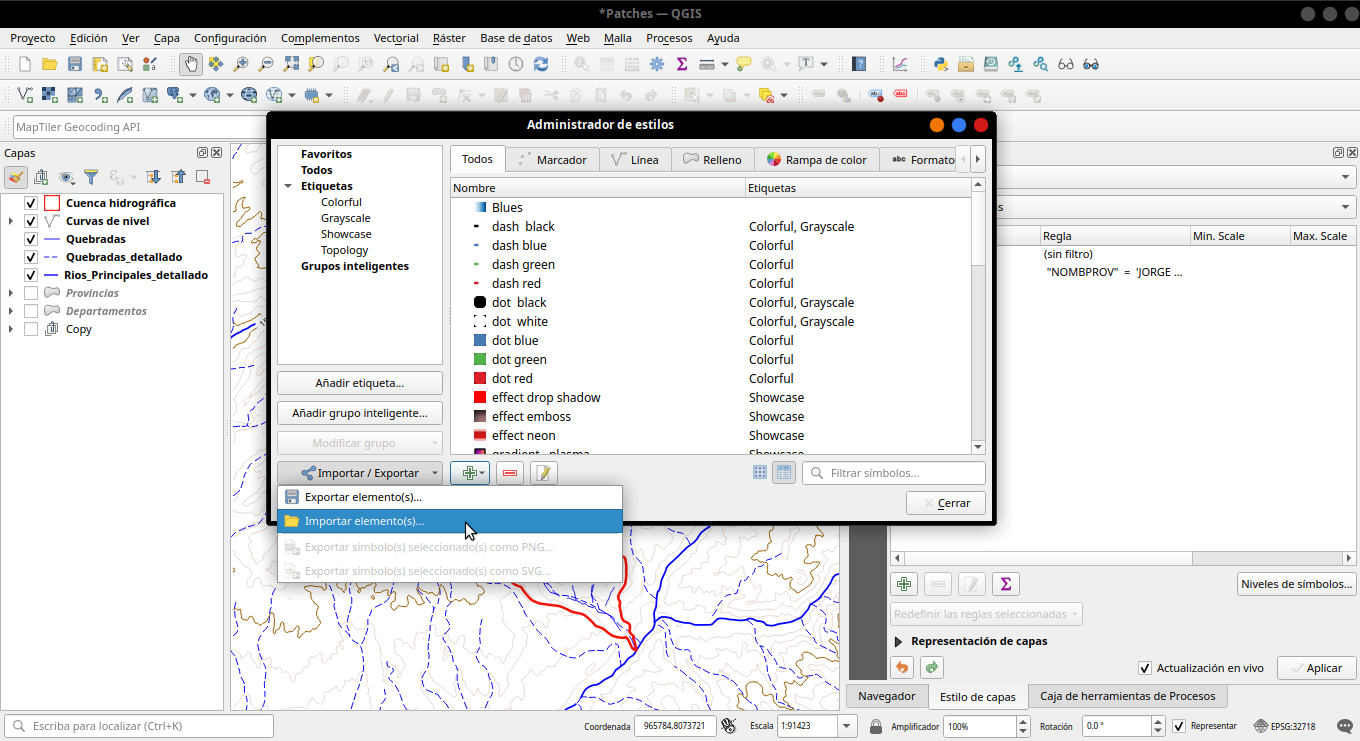 *Patches — QGIS
Proyecto Edición Ver Capa Configuración Complementos Vectorial Ráster Base de datos Web Malla Procesos Ayuda
MapTiler Geocoding API
Capas
Cuenca hidrográfica
Curvas de nivel
Quebradas
Quebradas_detallado
Rios_Principales_detallado
Provincias
Departamentos
Copy
Administrador de estilos
Favoritos
Todos
Etiquetas
Colorful
Grayscale
Showcase
Topology
Grupos inteligentes
Añadir etiqueta...
Añadir grupo inteligente...
Modificar grupo
Importar / Exportar
Todos Marcador Línea Relleno Rampa de color abc Formato
Nombre Etiquetas
Blues
dash black Colorful, Grayscale
dash blue Colorful
dash green Colorful
dash red Colorful
dot black Colorful, Grayscale
dot white Colorful, Grayscale
dot blue Colorful
dot green Colorful
dot red Colorful
effect drop shadow Showcase
effect emboss Showcase
effect neon Showcase
gradient plasma Showcase
Filtrar símbolos...
Cerrar
Exportar elemento(s)...
Importar elemento(s)...
Exportar símbolo(s) seleccionado(s) como PNG...
Exportar símbolo(s) seleccionado(s) como SVG...
s
Regla Min. Scale Max. Scale
(sin filtro)
"NOMBPROV" = 'JORGE ...
Niveles de símbolos...
Redefinir las reglas seleccionadas
Representación de capas
Actualización en vivo Aplicar
Navegador Estilo de capas Caja de herramientas de Procesos
Escriba para localizar (Ctrl+K) Coordenada 965784,8073721 Escala 1:91423 Amplificador 100% Rotación 0.0 ° Representar EPSG:32718